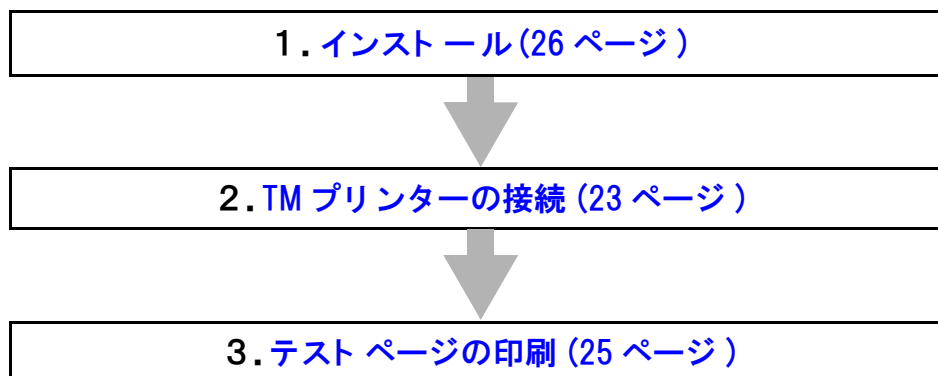 1. インストール(26 ページ )
2. TM プリンターの接続 (23 ページ )
3. テスト ページの印刷 (25 ページ )